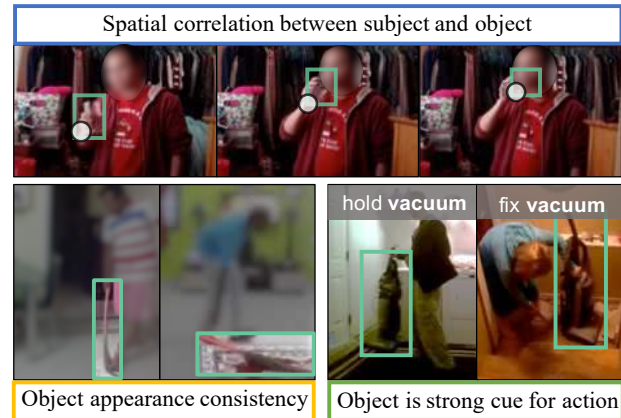 Spatial correlation between subject and object
hold vacuum
fix vacuum
Object appearance consistency
Object is strong cue for action